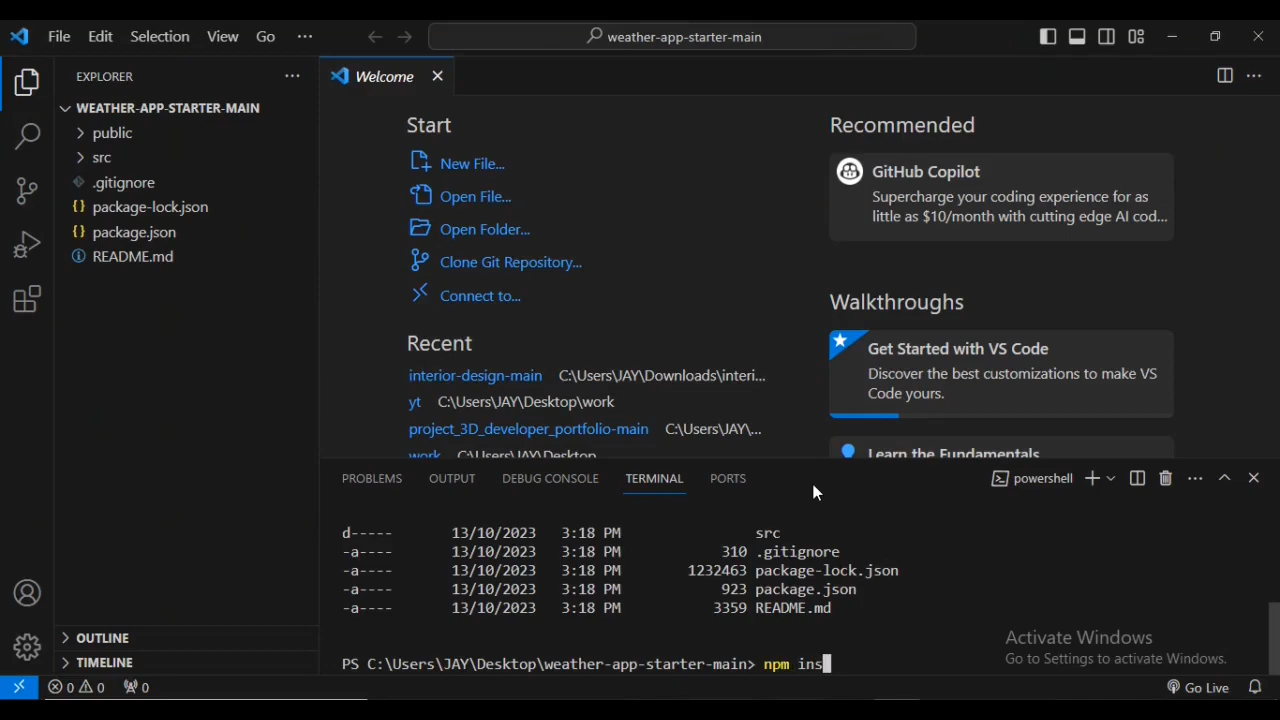 File Edit Selection View Go ··· weather-app-starter-main
EXPLORER ···
WEATHER-APP-STARTER-MAIN
public
src
.gitignore
{} package-lock.json
{} package.json
README.md
OUTLINE
TIMELINE
Welcome
Start
New File...
Open File...
Open Folder...
Clone Git Repository...
Connect to...
Recent
interior-design-main C:\Users\JAY\Downloads\interi...
yt C:\Users\JAY\Desktop\work
project_3D_developer_portfolio-main C:\Users\JAY\...
work C:\Users\JAY\Desktop
Recommended
GitHub Copilot
Supercharge your coding experience for as
little as $10/month with cutting edge AI cod...
Walkthroughs
Get Started with VS Code
Discover the best customizations to make VS
Code yours.
Learn the Fundamentals
PROBLEMS OUTPUT DEBUG CONSOLE TERMINAL PORTS powershell
d----- 13/10/2023 3:18 PM src
-a---- 13/10/2023 3:18 PM 310 .gitignore
-a---- 13/10/2023 3:18 PM 1232463 package-lock.json
-a---- 13/10/2023 3:18 PM 923 package.json
-a---- 13/10/2023 3:18 PM 3359 README.md
PS C:\Users\JAY\Desktop\weather-app-starter-main> npm ins
Activate Windows
Go to Settings to activate Windows.
0 0 0 Go Live